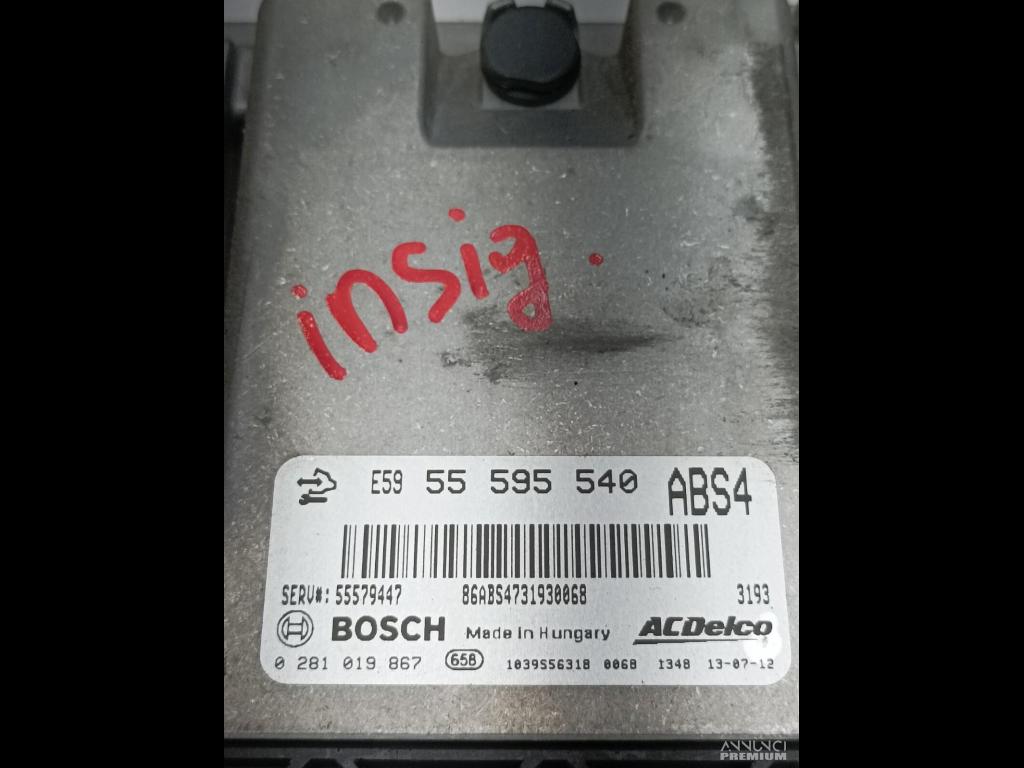 insig.
E59 55 595 540 ABS4
SERV#: 55579447 86ABS4731930068 3193
BOSCH Made in Hungary ACDelco
0 281 019 867 658 1039S56318 0068 1348 13-07-12
ANNUNCI
PREMIUM